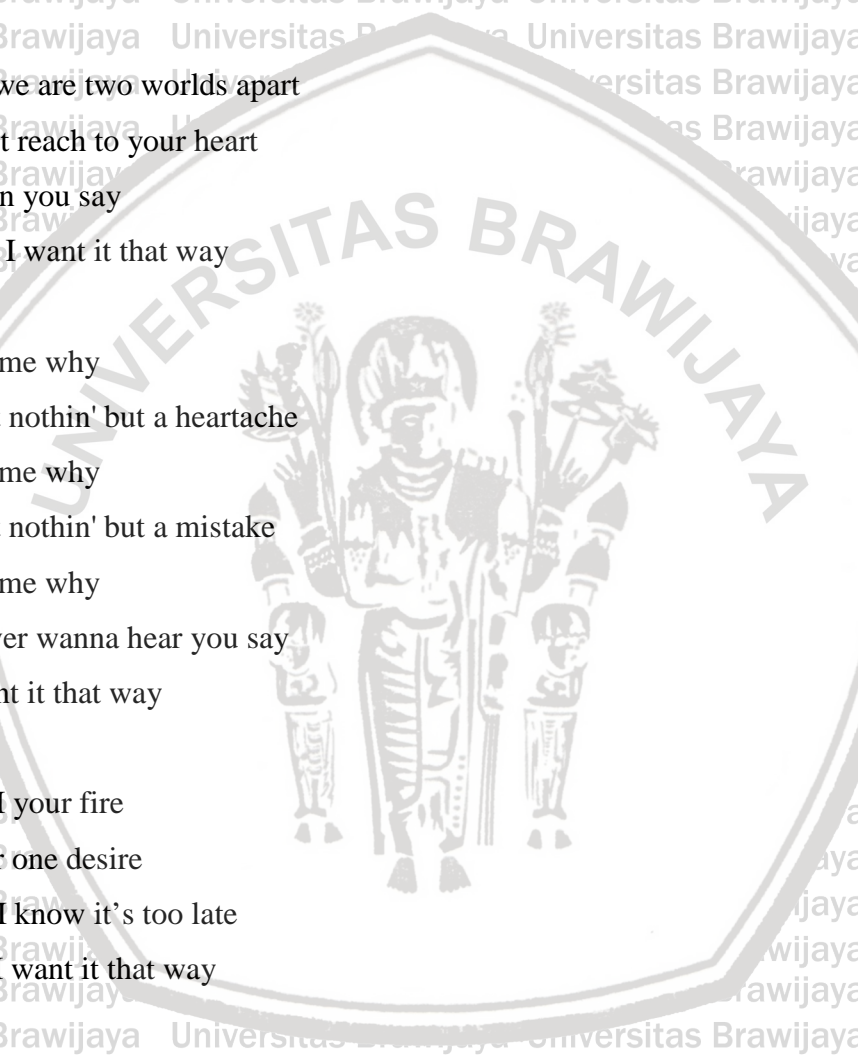 Brawijaya Universitas Universitas Brawijaya
we are two worlds apart
t reach to your heart
n you say
I want it that way
UNIVERSITAS BRAWIJAYA
me why
nothin' but a heartache
me why
nothin' but a mistake
me why
ver wanna hear you say
nt it that way
I your fire
r one desire
I know it's too late
I want it that way
Brawijaya Universitas Brawijaya Universitas Brawijaya